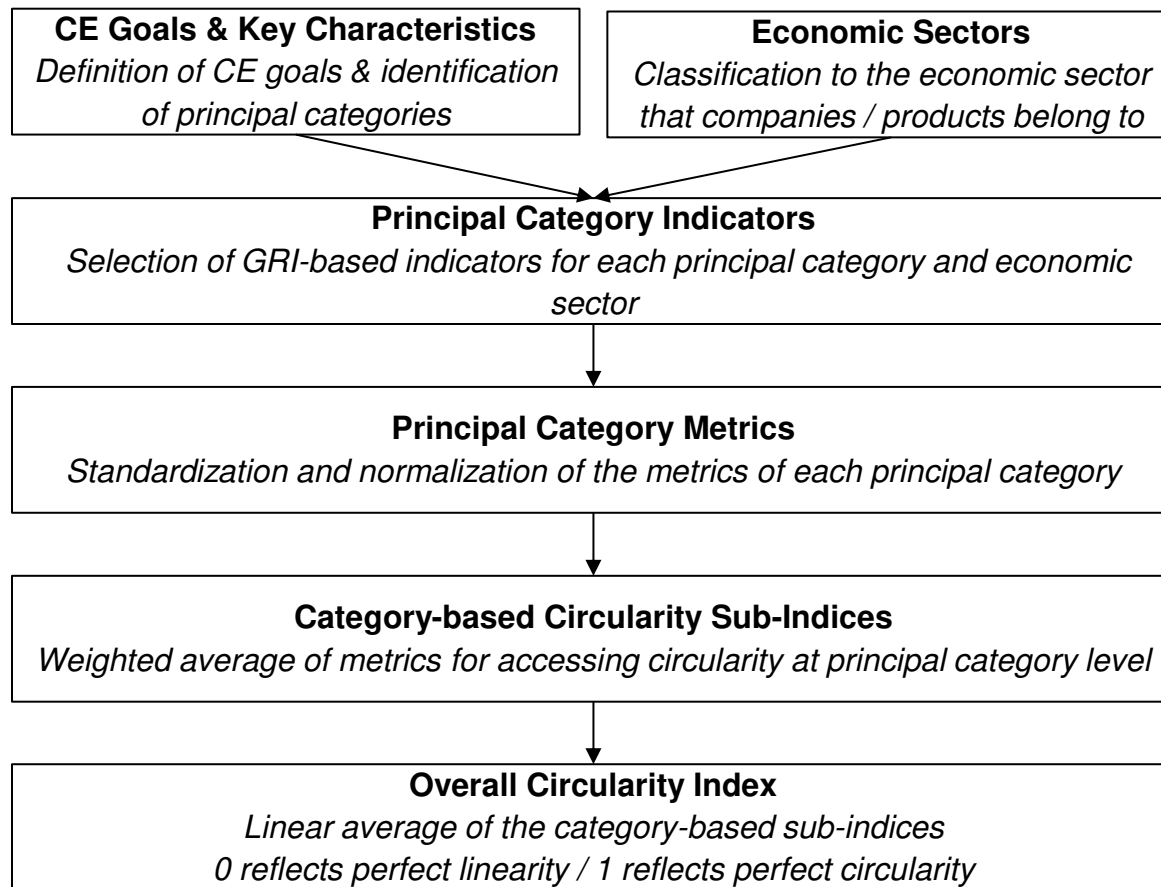 CE Goals & Key Characteristics
Definition of CE goals & identification
of principal categories
Economic Sectors
Classification to the economic sector
that companies / products belong to
Principal Category Indicators
Selection of GRI-based indicators for each principal category and economic
sector
Principal Category Metrics
Standardization and normalization of the metrics of each principal category
Category-based Circularity Sub-Indices
Weighted average of metrics for accessing circularity at principal category level
Overall Circularity Index
Linear average of the category-based sub-indices
0 reflects perfect linearity / 1 reflects perfect circularity